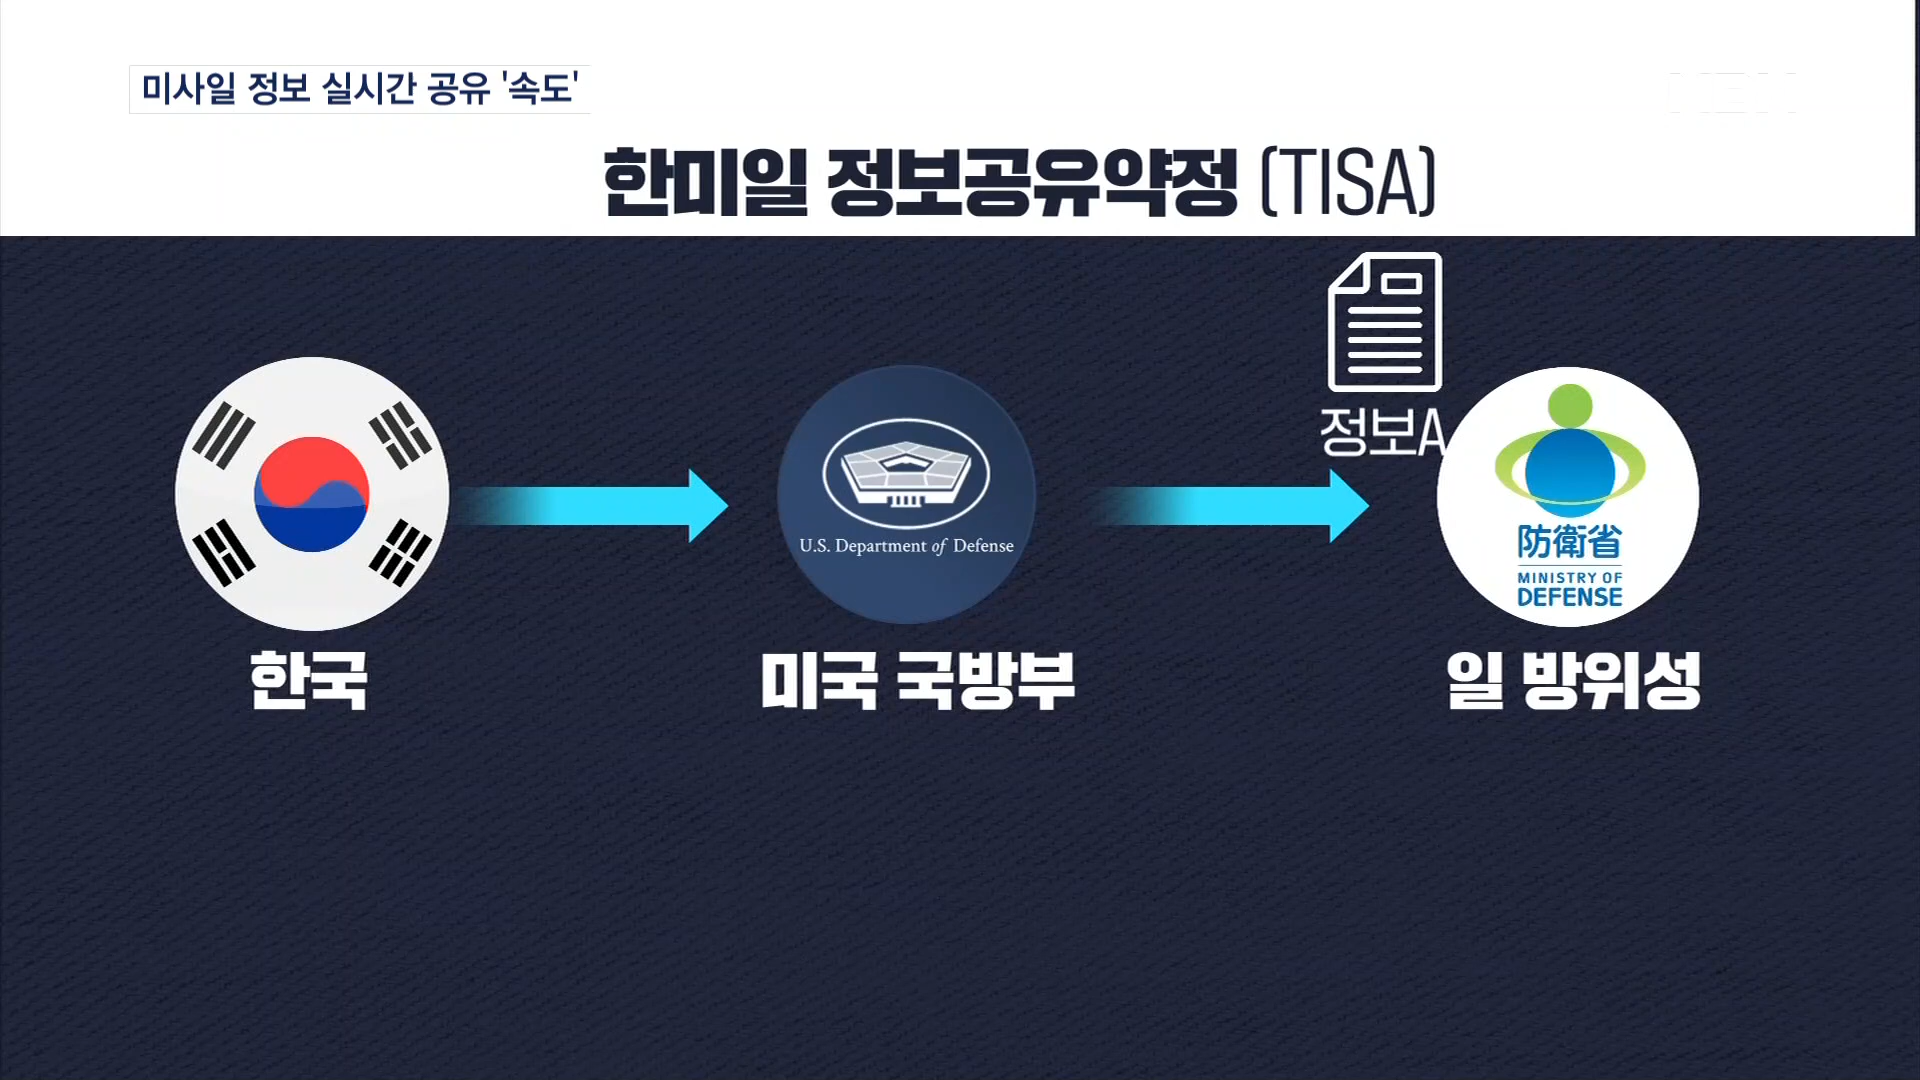 미사일 정보 실시간 공유 '속도'
한미일 정보공유약정 (TISA)
정보A
U.S. Department of Defense
防衛省
MINISTRY OF
DEFENSE
한국
미국 국방부
일 방위성